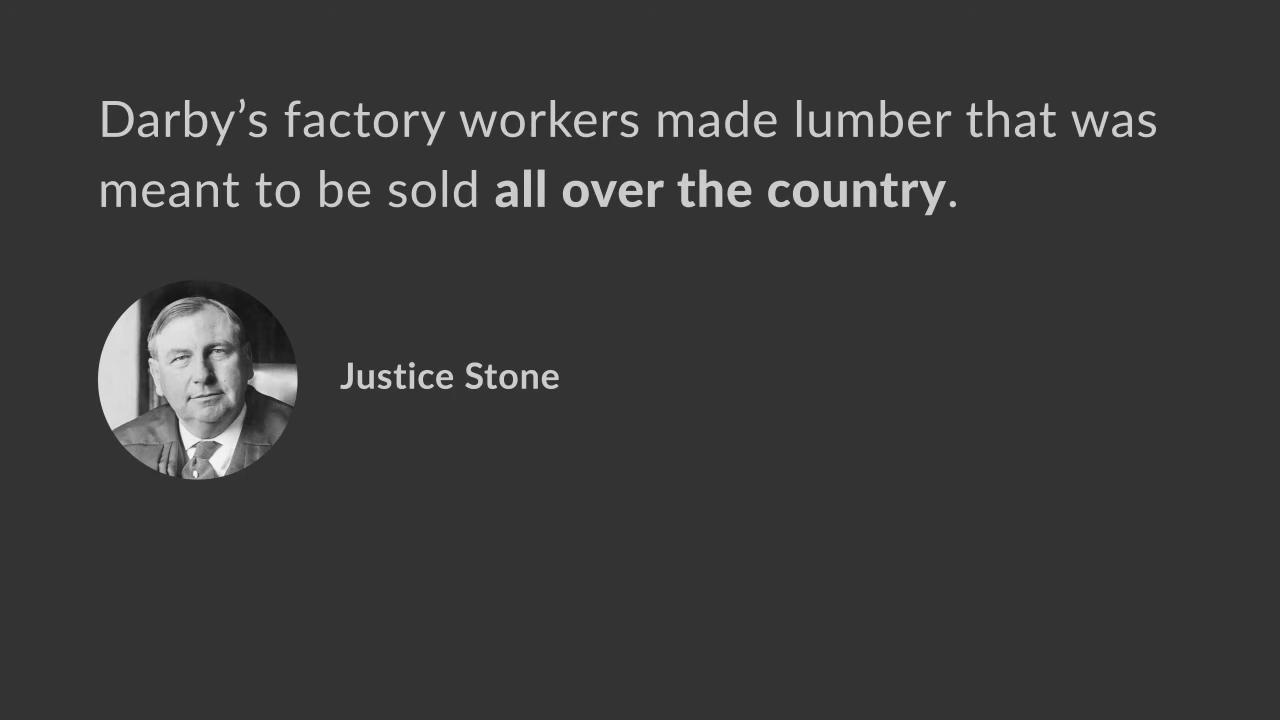 Darby’s factory workers made lumber that was
meant to be sold all over the country.
Justice Stone